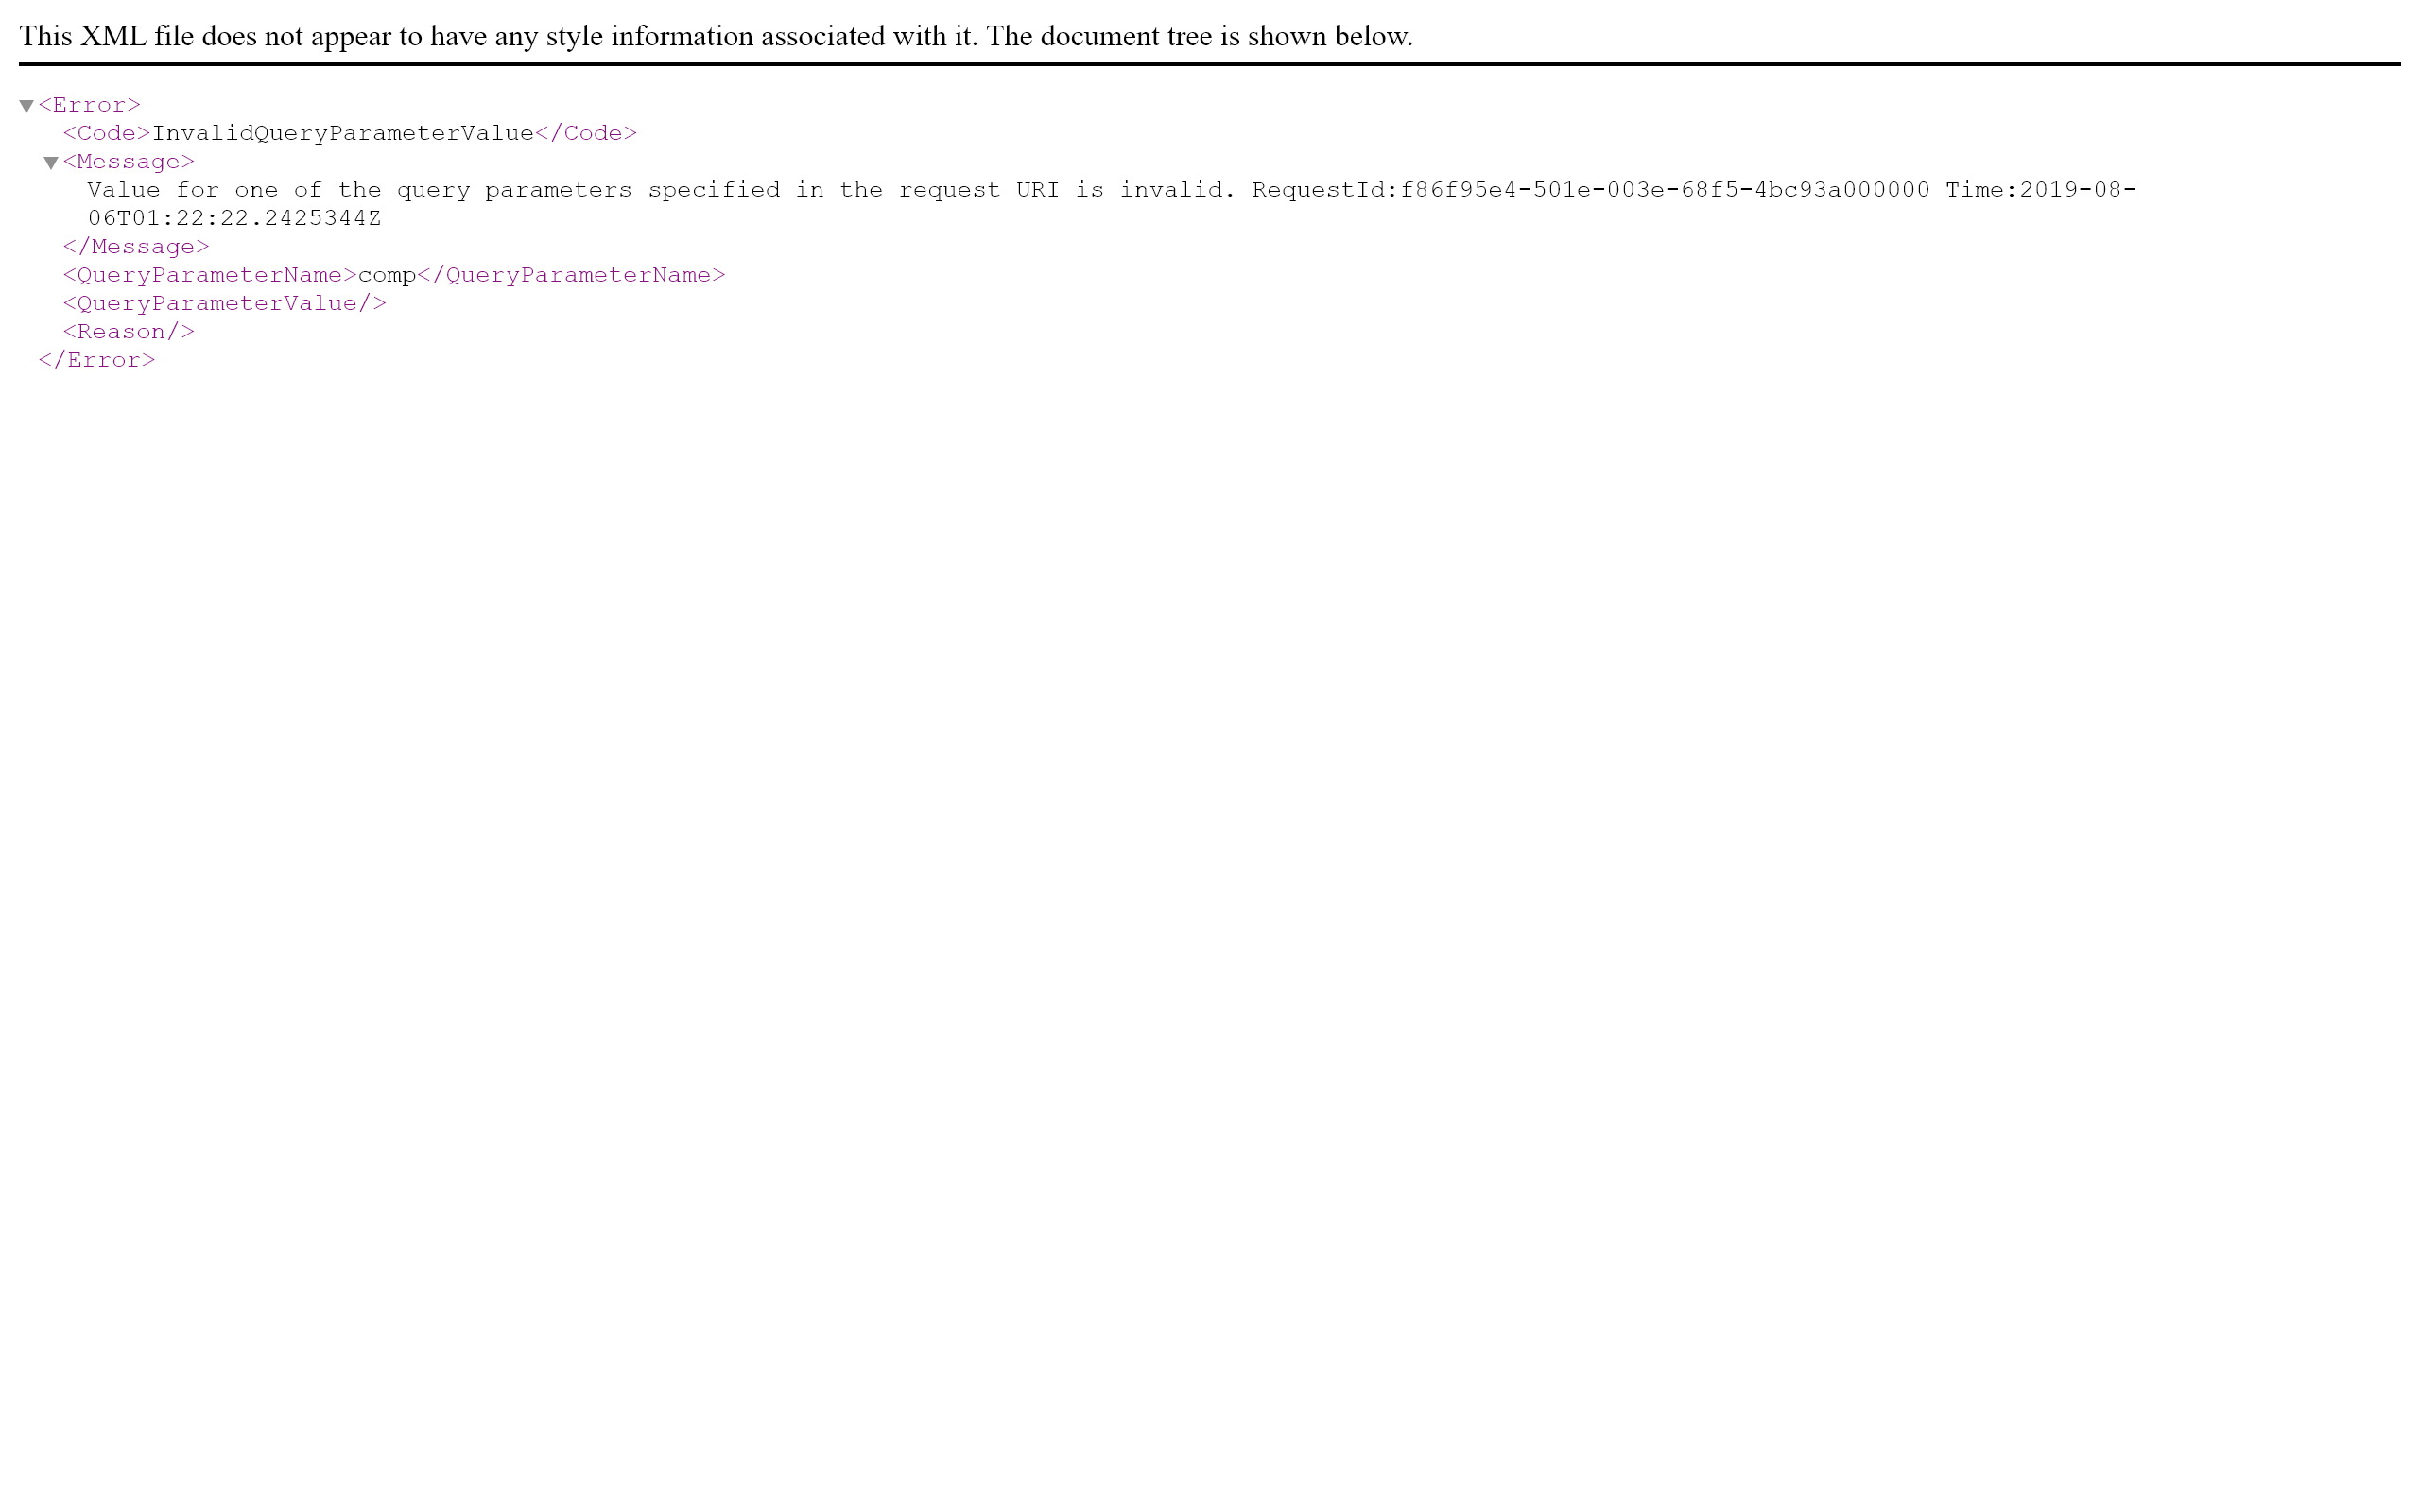 This XML file does not appear to have any style information associated with it. The document tree is shown below.
▼<Error>
<Code>InvalidQueryParameterValue</Code>
▼<Message>
Value for one of the query parameters specified in the request URI is invalid. RequestId:f86f95e4-501e-003e-68f5-4bc93a000000 Time:2019-08-
06T01:22:22.2425344Z
</Message>
<QueryParameterName>comp</QueryParameterName>
<QueryParameterValue/>
<Reason/>
</Error>